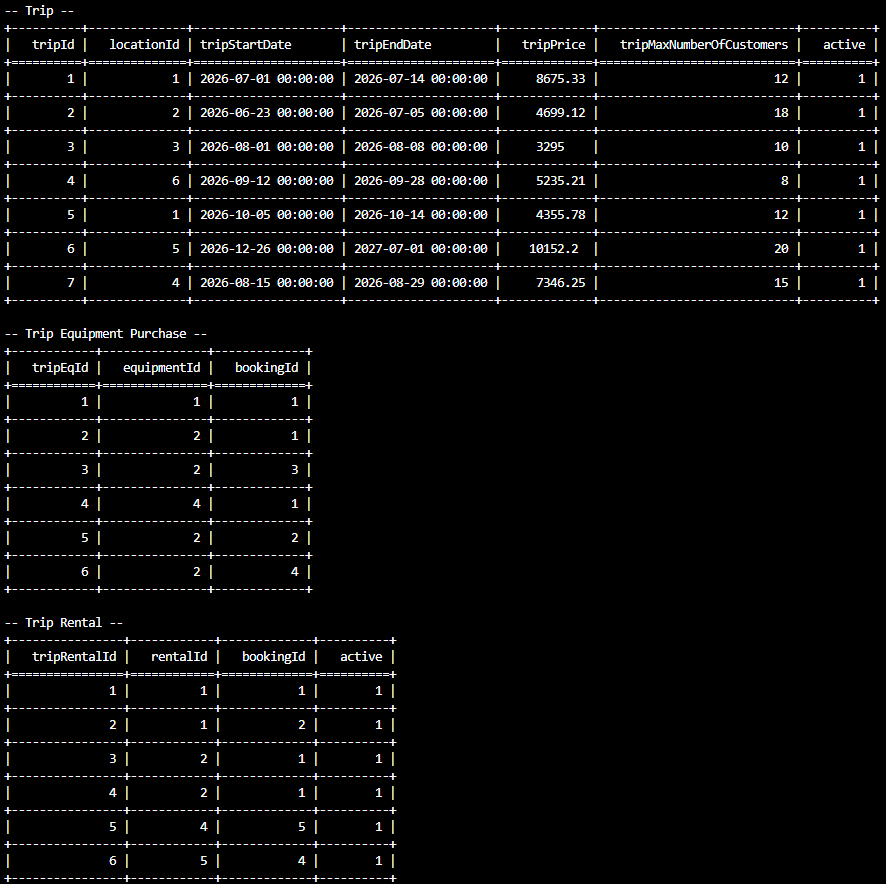 -- Trip --
+----------+--------------+---------------------+---------------------+-------------+----------------------------+----------+
|   tripId |   locationId | tripStartDate       | tripEndDate         |   tripPrice |   tripMaxNumberOfCustomers |   active |
+==========+==============+=====================+=====================+=============+============================+==========+
|        1 |            1 | 2026-07-01 00:00:00 | 2026-07-14 00:00:00 |     8675.33 |                         12 |        1 |
+----------+--------------+---------------------+---------------------+-------------+----------------------------+----------+
|        2 |            2 | 2026-06-23 00:00:00 | 2026-07-05 00:00:00 |     4699.12 |                         18 |        1 |
+----------+--------------+---------------------+---------------------+-------------+----------------------------+----------+
|        3 |            3 | 2026-08-01 00:00:00 | 2026-08-08 00:00:00 |     3295    |                         10 |        1 |
+----------+--------------+---------------------+---------------------+-------------+----------------------------+----------+
|        4 |            6 | 2026-09-12 00:00:00 | 2026-09-28 00:00:00 |     5235.21 |                          8 |        1 |
+----------+--------------+---------------------+---------------------+-------------+----------------------------+----------+
|        5 |            1 | 2026-10-05 00:00:00 | 2026-10-14 00:00:00 |     4355.78 |                         12 |        1 |
+----------+--------------+---------------------+---------------------+-------------+----------------------------+----------+
|        6 |            5 | 2026-12-26 00:00:00 | 2027-07-01 00:00:00 |    10152.2  |                         20 |        1 |
+----------+--------------+---------------------+---------------------+-------------+----------------------------+----------+
|        7 |            4 | 2026-08-15 00:00:00 | 2026-08-29 00:00:00 |     7346.25 |                         15 |        1 |
+----------+--------------+---------------------+---------------------+-------------+----------------------------+----------+

-- Trip Equipment Purchase --
+------------+---------------+-------------+
|   tripEqId |   equipmentId |   bookingId |
+============+===============+=============+
|          1 |             1 |           1 |
+------------+---------------+-------------+
|          2 |             2 |           1 |
+------------+---------------+-------------+
|          3 |             2 |           3 |
+------------+---------------+-------------+
|          4 |             4 |           1 |
+------------+---------------+-------------+
|          5 |             2 |           2 |
+------------+---------------+-------------+
|          6 |             2 |           4 |
+------------+---------------+-------------+

-- Trip Rental --
+----------------+------------+-------------+----------+
|   tripRentalId |   rentalId |   bookingId |   active |
+================+============+=============+==========+
|              1 |          1 |           1 |        1 |
+----------------+------------+-------------+----------+
|              2 |          1 |           2 |        1 |
+----------------+------------+-------------+----------+
|              3 |          2 |           1 |        1 |
+----------------+------------+-------------+----------+
|              4 |          2 |           1 |        1 |
+----------------+------------+-------------+----------+
|              5 |          4 |           5 |        1 |
+----------------+------------+-------------+----------+
|              6 |          5 |           4 |        1 |
+----------------+------------+-------------+----------+